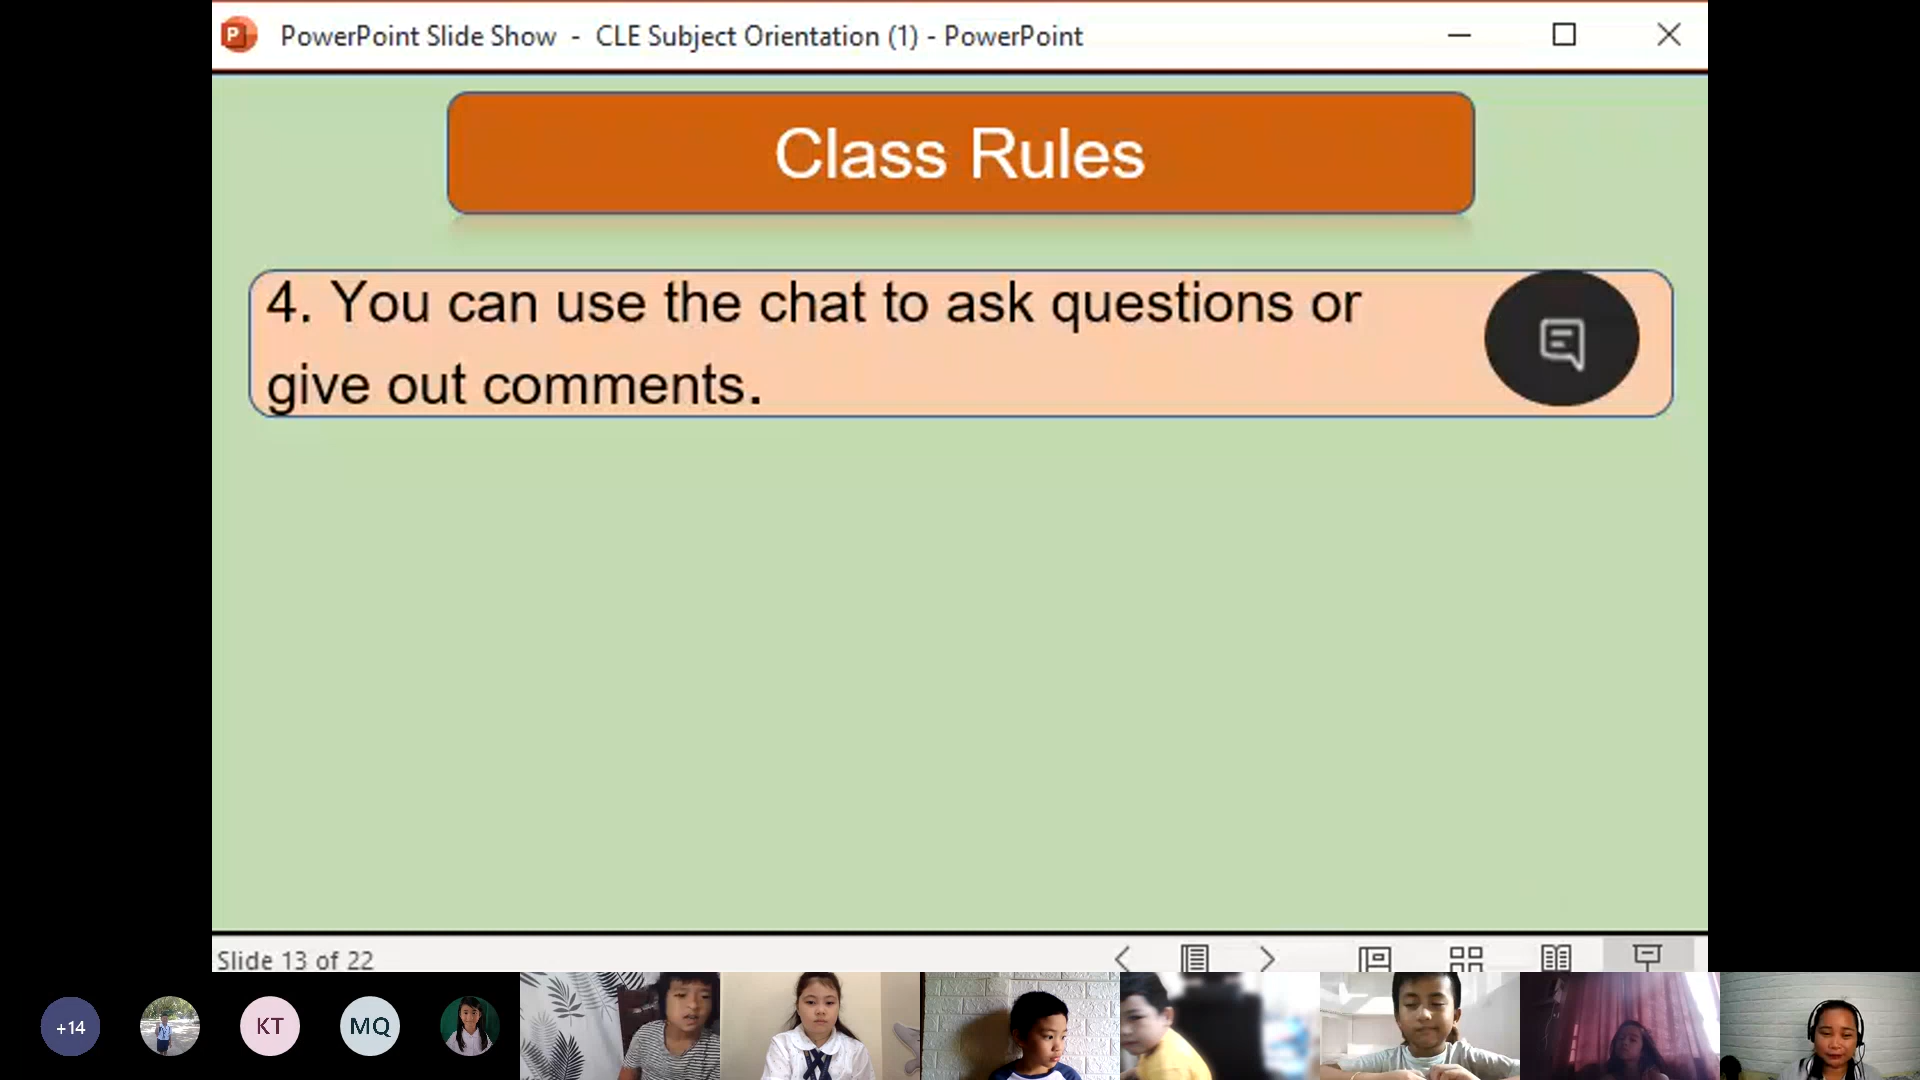 PowerPoint Slide Show - CLE Subject Orientation (1) - PowerPoint
Class Rules
4. You can use the chat to ask questions or
give out comments.
Slide 13 of 22
+14
KT
MQ